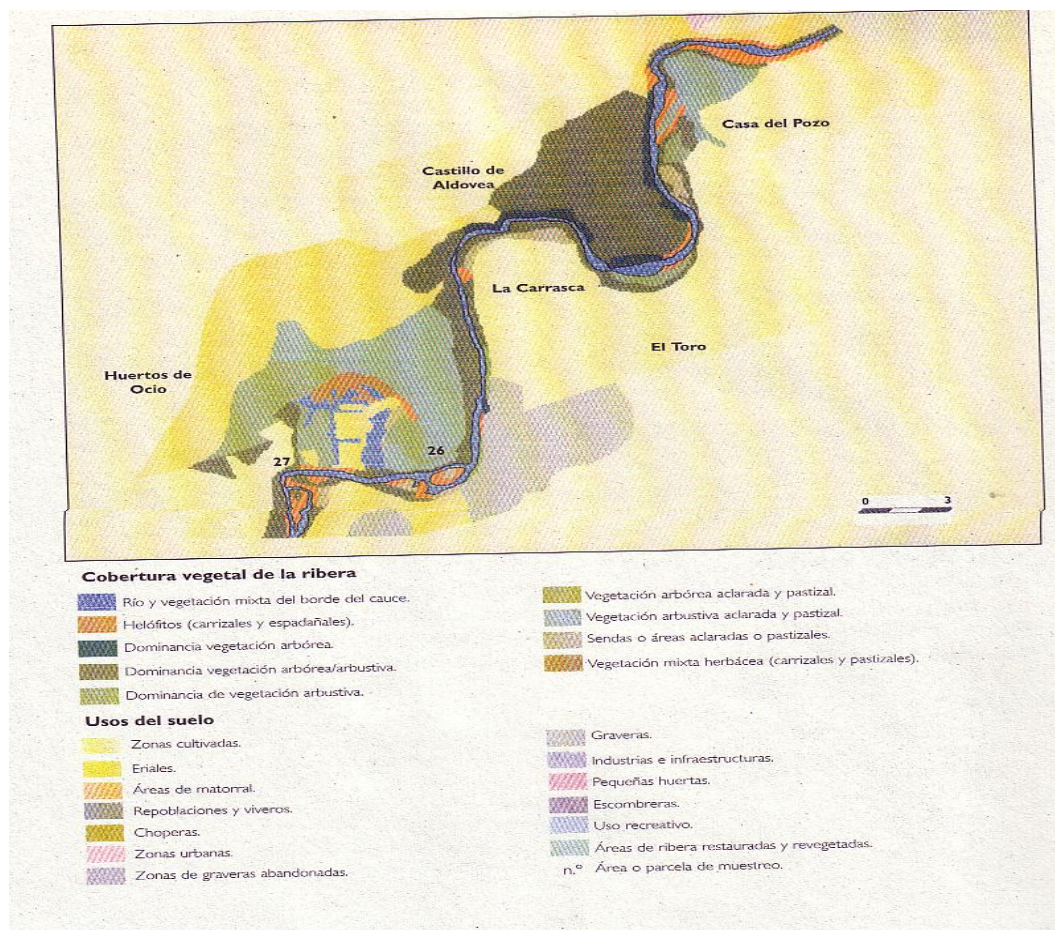 Casa del Pozo
Castillo de
Aldovea
La Carrasca
El Toro
Huertos de
Ocio
26
27
0 3
Cobertura vegetal de la ribera
Río y vegetación mixta del borde del cauce.
Helófitos (carrizales y espadañales).
Dominancia vegetación arbórea.
Dominancia vegetación arbórea/arbustiva.
Dominancia de vegetación arbustiva.
Vegetación arbórea aclarada y pastizal.
Vegetación arbustiva aclarada y pastizal.
Sendas o áreas aclaradas o pastizales.
Vegetación mixta herbácea (carrizales y pastizales).
Usos del suelo
Zonas cultivadas.
Eriales.
Áreas de matorral.
Repoblaciones y viveros.
Choperas.
Zonas urbanas.
Zonas de graveras abandonadas.
Graveras.
Industrias e infraestructuras.
Pequeñas huertas.
Escombreras.
Uso recreativo.
Áreas de ribera restauradas y revegetadas.
n.º Área o parcela de muestreo.